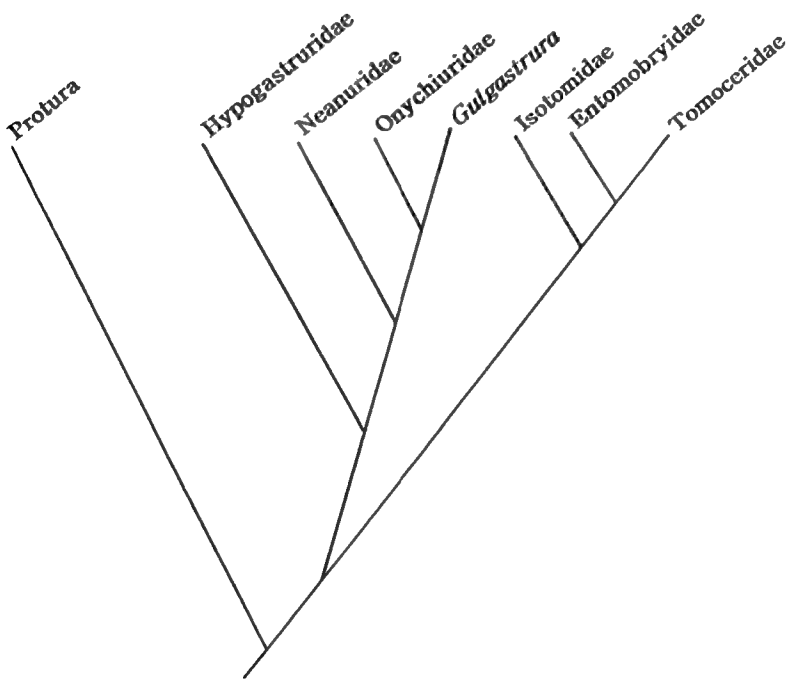 Protura
Hypogastruridae
Neanuridae
Onychiuridae
Gulgastrura
Isotomidae
Entomobryidae
Tomoceridae